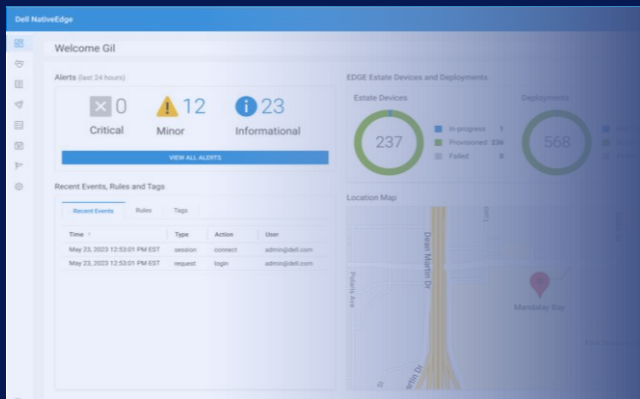 Dell NativeEdge
Welcome Gil
Alerts (last 24 hours)
0
Critical
12
Minor
23
Informational
VIEW ALL ALERTS
EDGE Estate Devices and Deployments
Estate Devices
237
In-progress 1
Provisioned 236
Failed 0
Deployments
568
Recent Events, Rules and Tags
Recent Events Rules Tags
Time Type Action User
May 23, 2023 12:53:01 PM EST session connect admin@dell.com
May 23, 2023 12:53:01 PM EST request login admin@dell.com
Location Map
Dean Martin Dr
Polaris Ave
Mandalay Bay